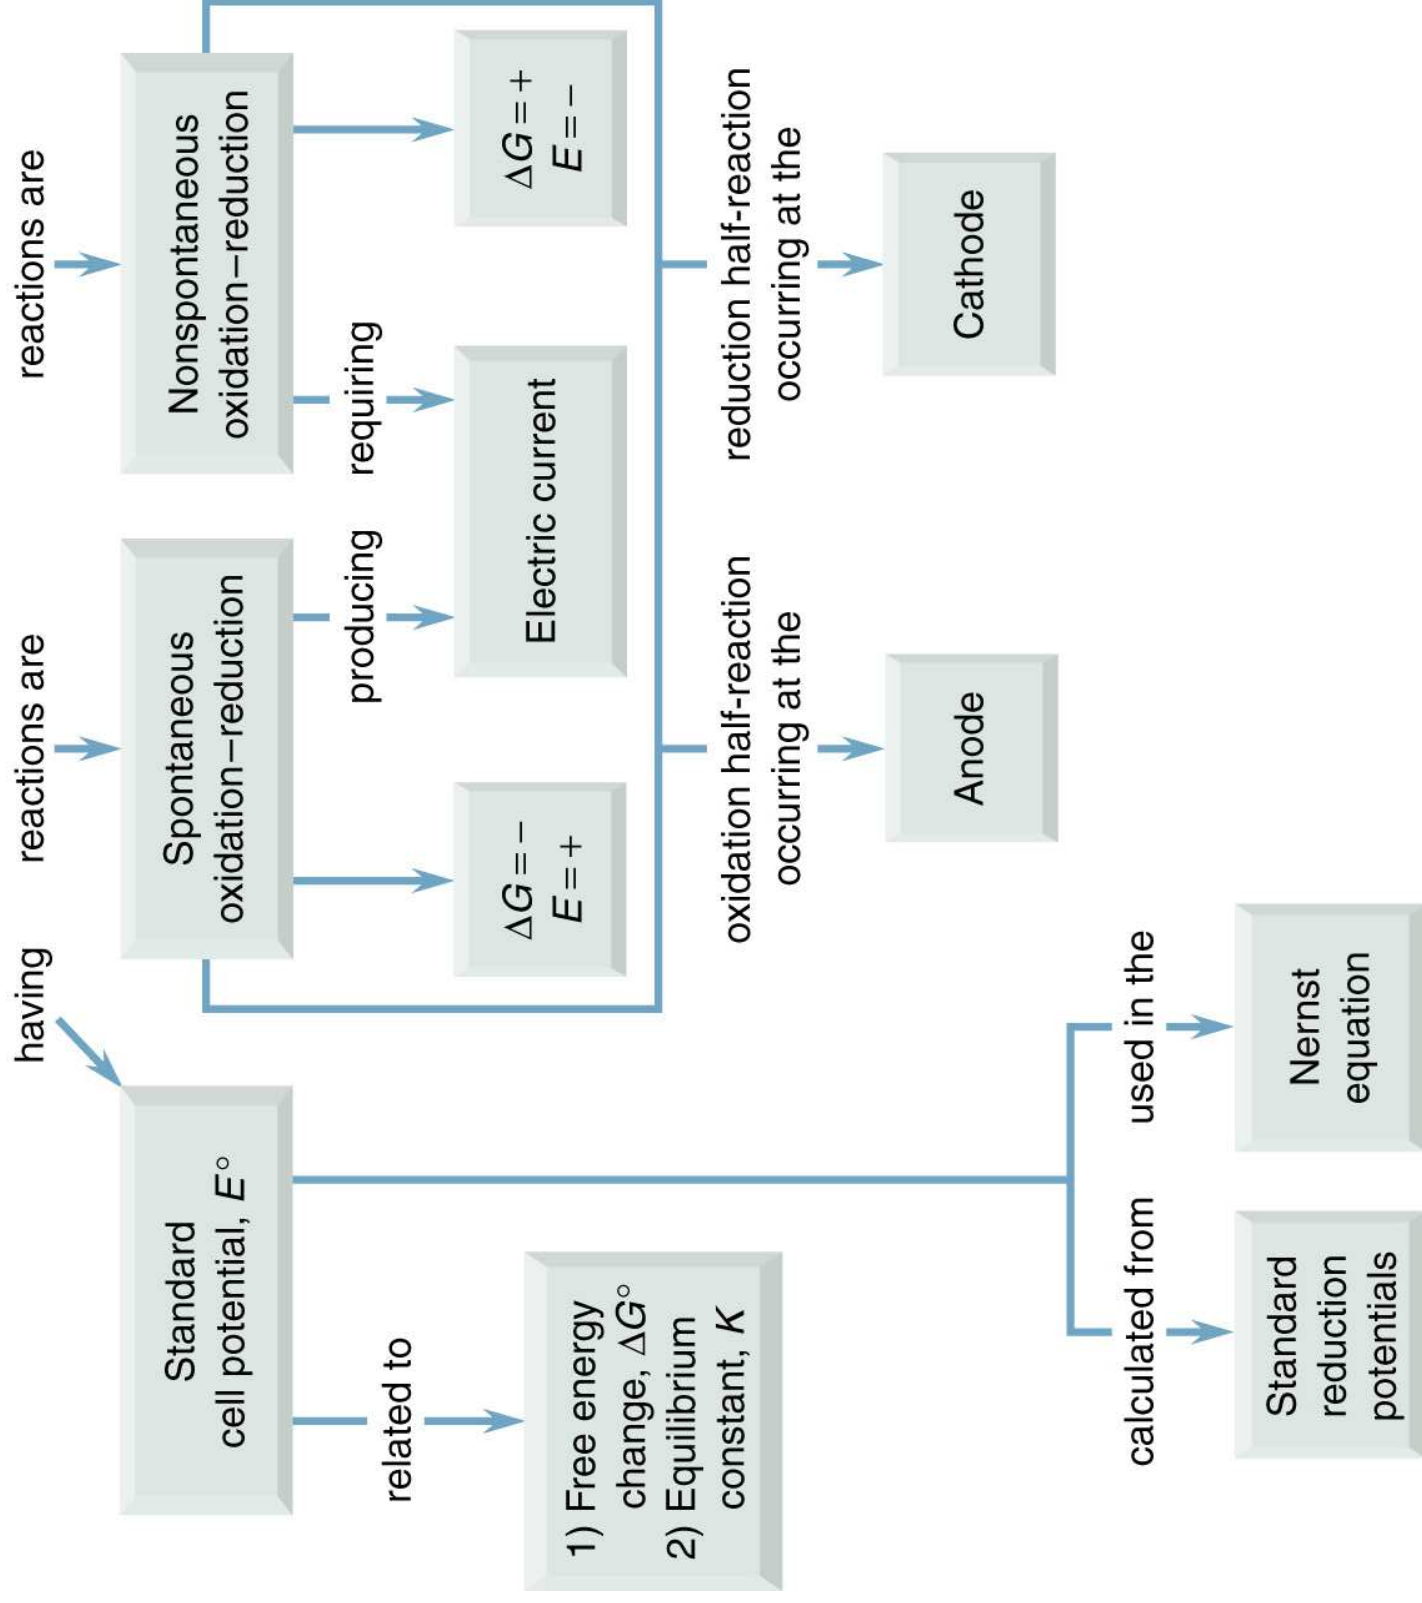 having
reactions are
reactions are
Standard
cell potential, E°
Spontaneous
oxidation–reduction
Nonspontaneous
oxidation–reduction
related to
producing
requiring
1) Free energy
change, ΔG°
2) Equilibrium
constant, K
ΔG = –
E = +
Electric current
ΔG = +
E = –
oxidation half-reaction
occurring at the
reduction half-reaction
occurring at the
Anode
Cathode
calculated from
used in the
Standard
reduction
potentials
Nernst
equation